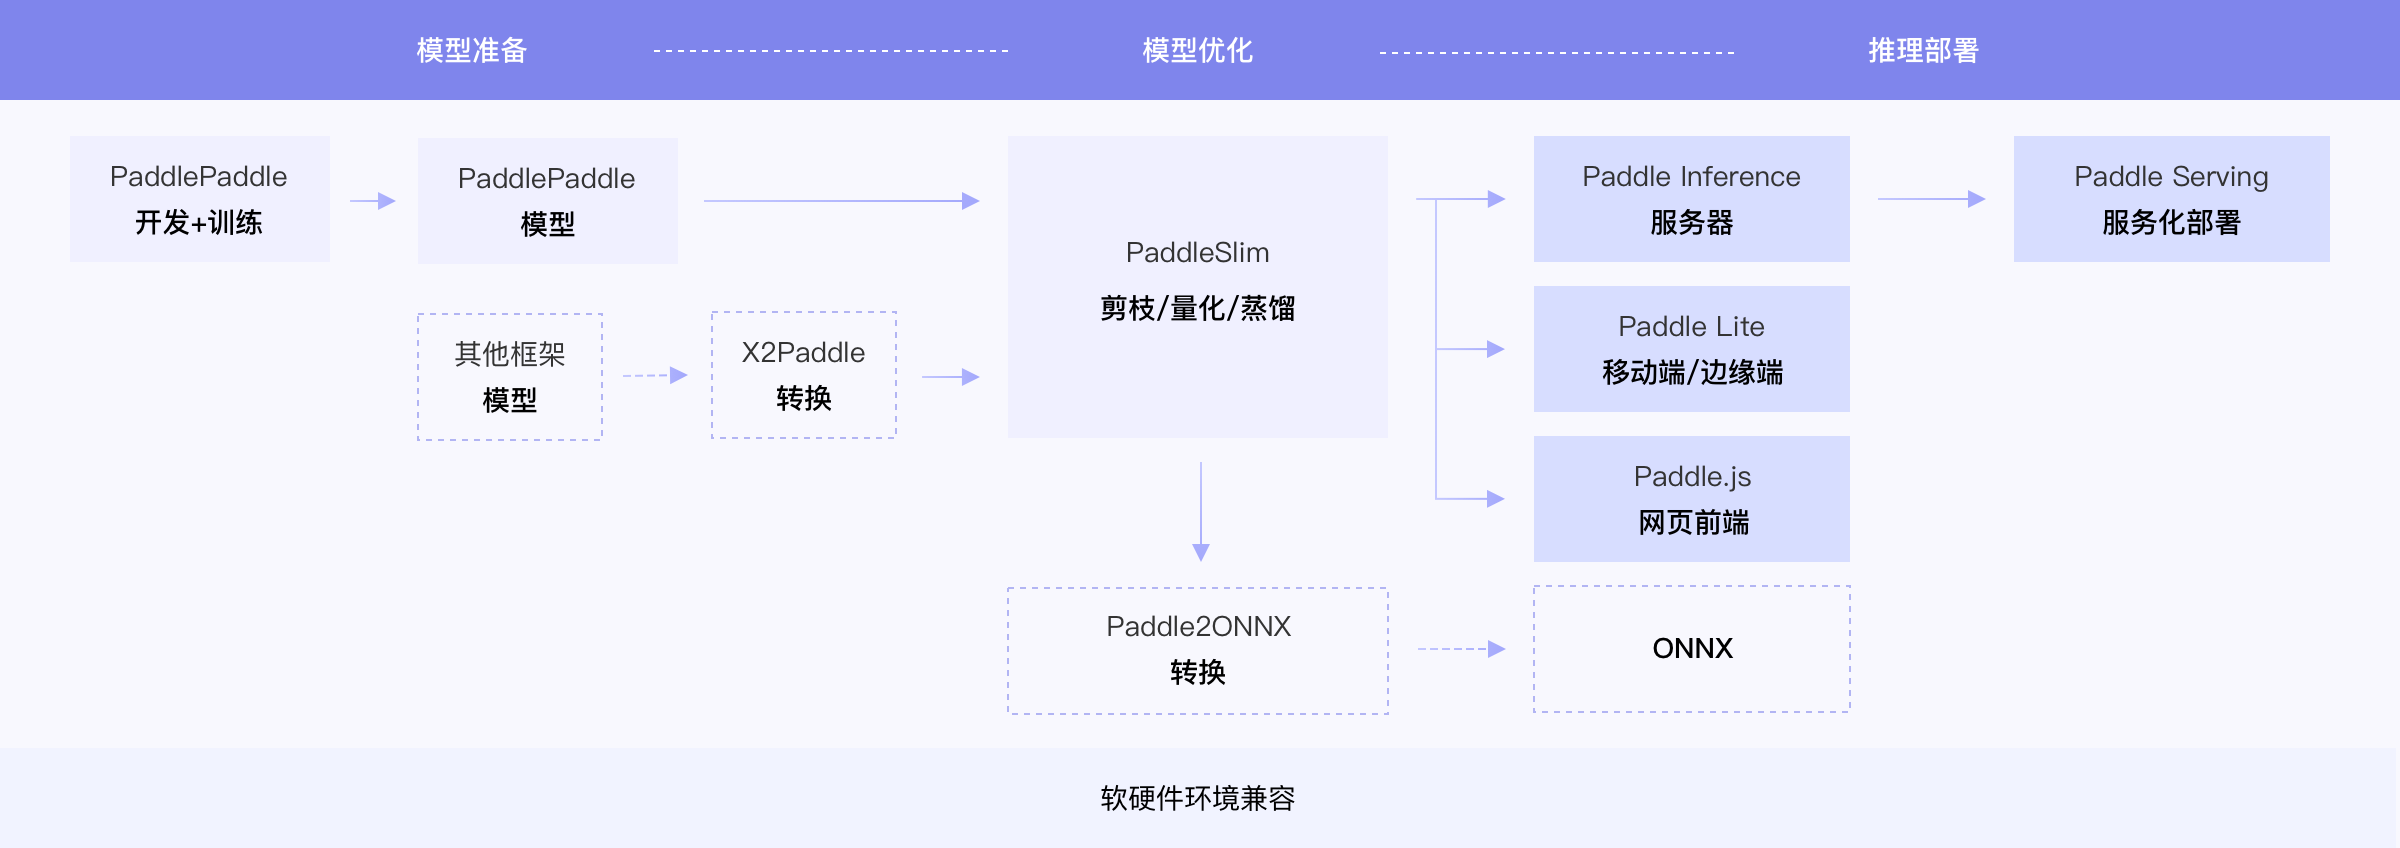 模型准备
模型优化
推理部署
PaddlePaddle
开发+训练
PaddlePaddle
模型
其他框架
模型
X2Paddle
转换
PaddleSlim
剪枝/量化/蒸馏
Paddle2ONNX
转换
Paddle Inference
服务器
Paddle Lite
移动端/边缘端
Paddle.js
网页前端
ONNX
Paddle Serving
服务化部署
软硬件环境兼容